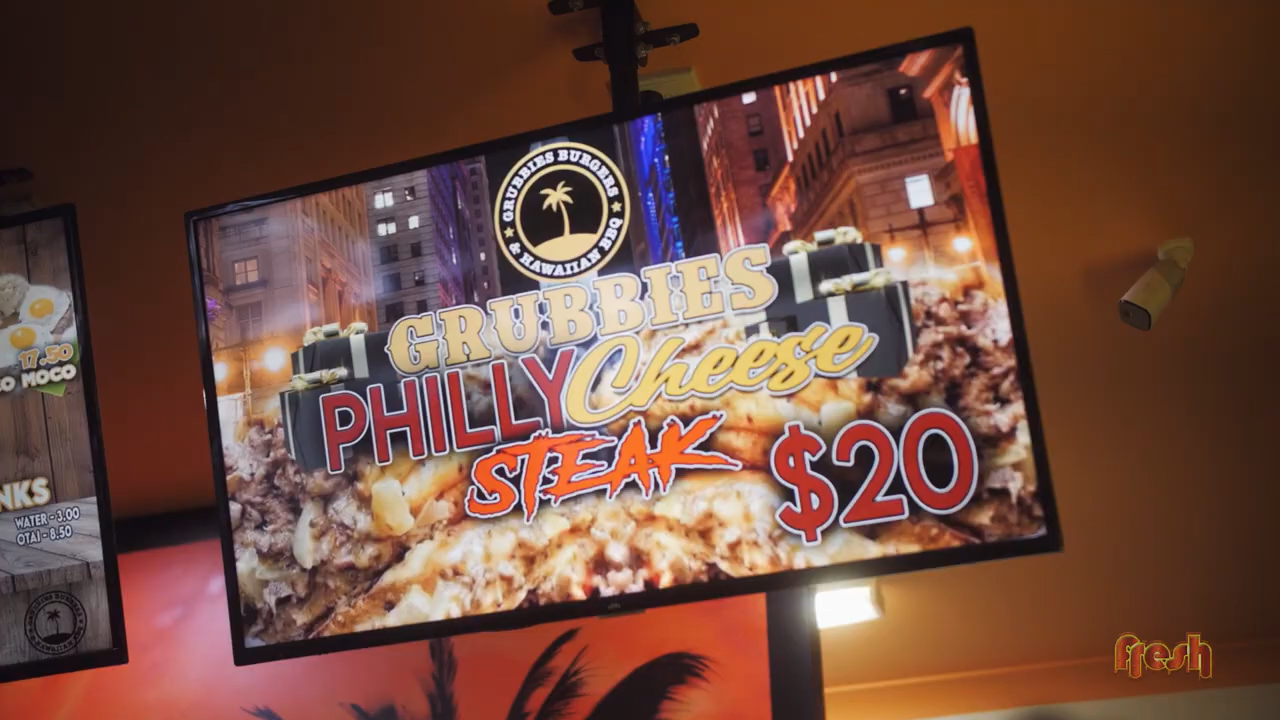 GRUBBIES BURGERS
& HAWAIIAN BBQ
GRUBBIES
PHILLY Cheese
STEAK
$20
17.50
MOCO
WATER - 3.00
OTAI - 8.50
fresh